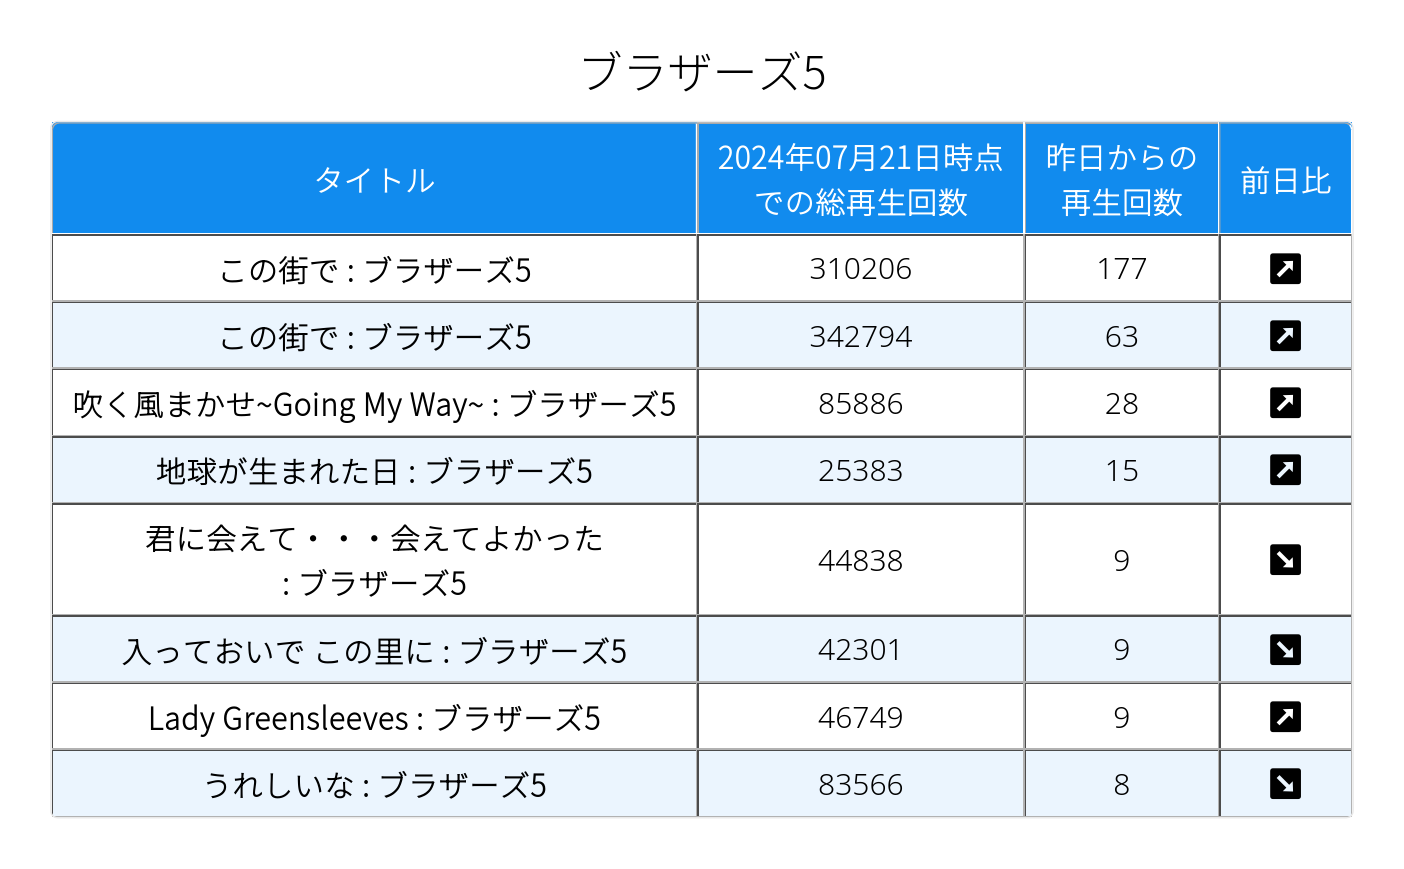 ブラザーズ5
タイトル
2024年07月21日時点
での総再生回数
昨日からの
再生回数
前日比
この街で : ブラザーズ5
310206
177
この街で : ブラザーズ5
342794
63
吹く風まかせ~Going My Way~ : ブラザーズ5
85886
28
地球が生まれた日 : ブラザーズ5
25383
15
君に会えて・・・会えてよかった
: ブラザーズ5
44838
9
入っておいで この里に : ブラザーズ5
42301
9
Lady Greensleeves : ブラザーズ5
46749
9
うれしいな : ブラザーズ5
83566
8